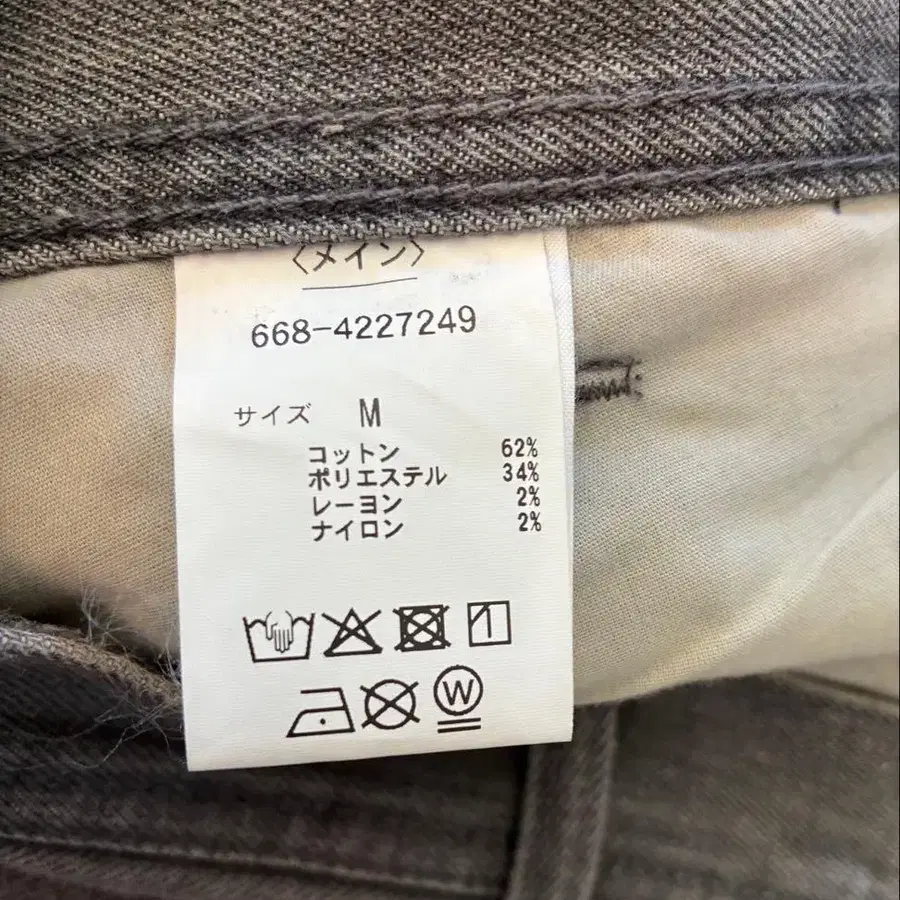 〈メイン〉
668-4227249
サイズ M
コットン 62%
ポリエステル 34%
レーヨン 2%
ナイロン 2%
W